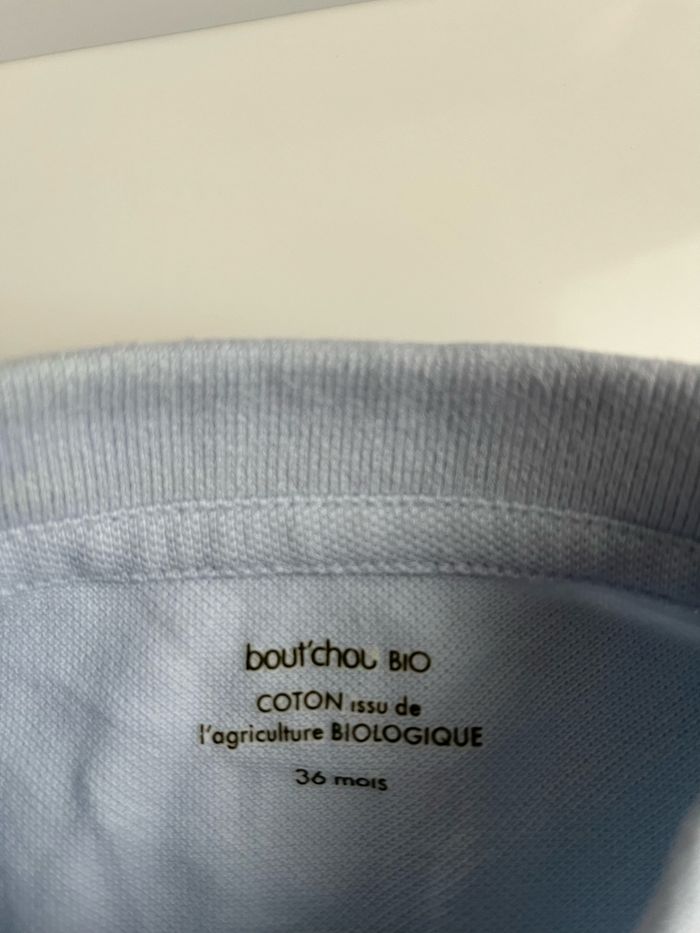 bout'chou BIO
COTON issu de
l'agriculture BIOLOGIQUE
36 mois